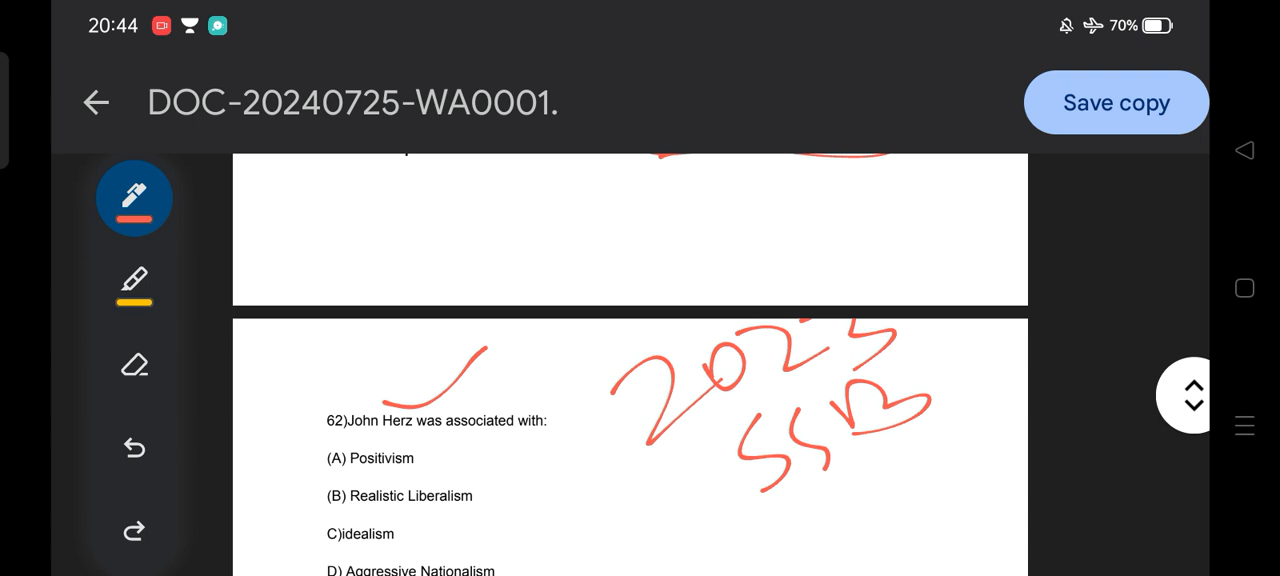 20:44
70%
DOC-20240725-WA0001.
Save copy
2023
SSB
62)John Herz was associated with:
(A) Positivism
(B) Realistic Liberalism
C)idealism
D) Aggressive Nationalism